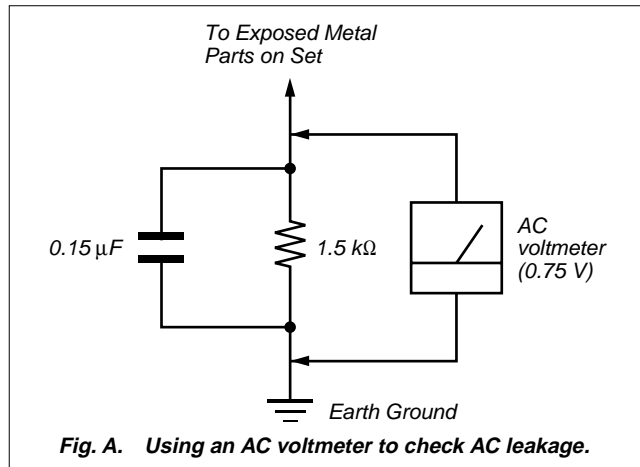 To Exposed Metal
Parts on Set
0.15 µF
1.5 kΩ
AC
voltmeter
(0.75 V)
Earth Ground
Fig. A. Using an AC voltmeter to check AC leakage.